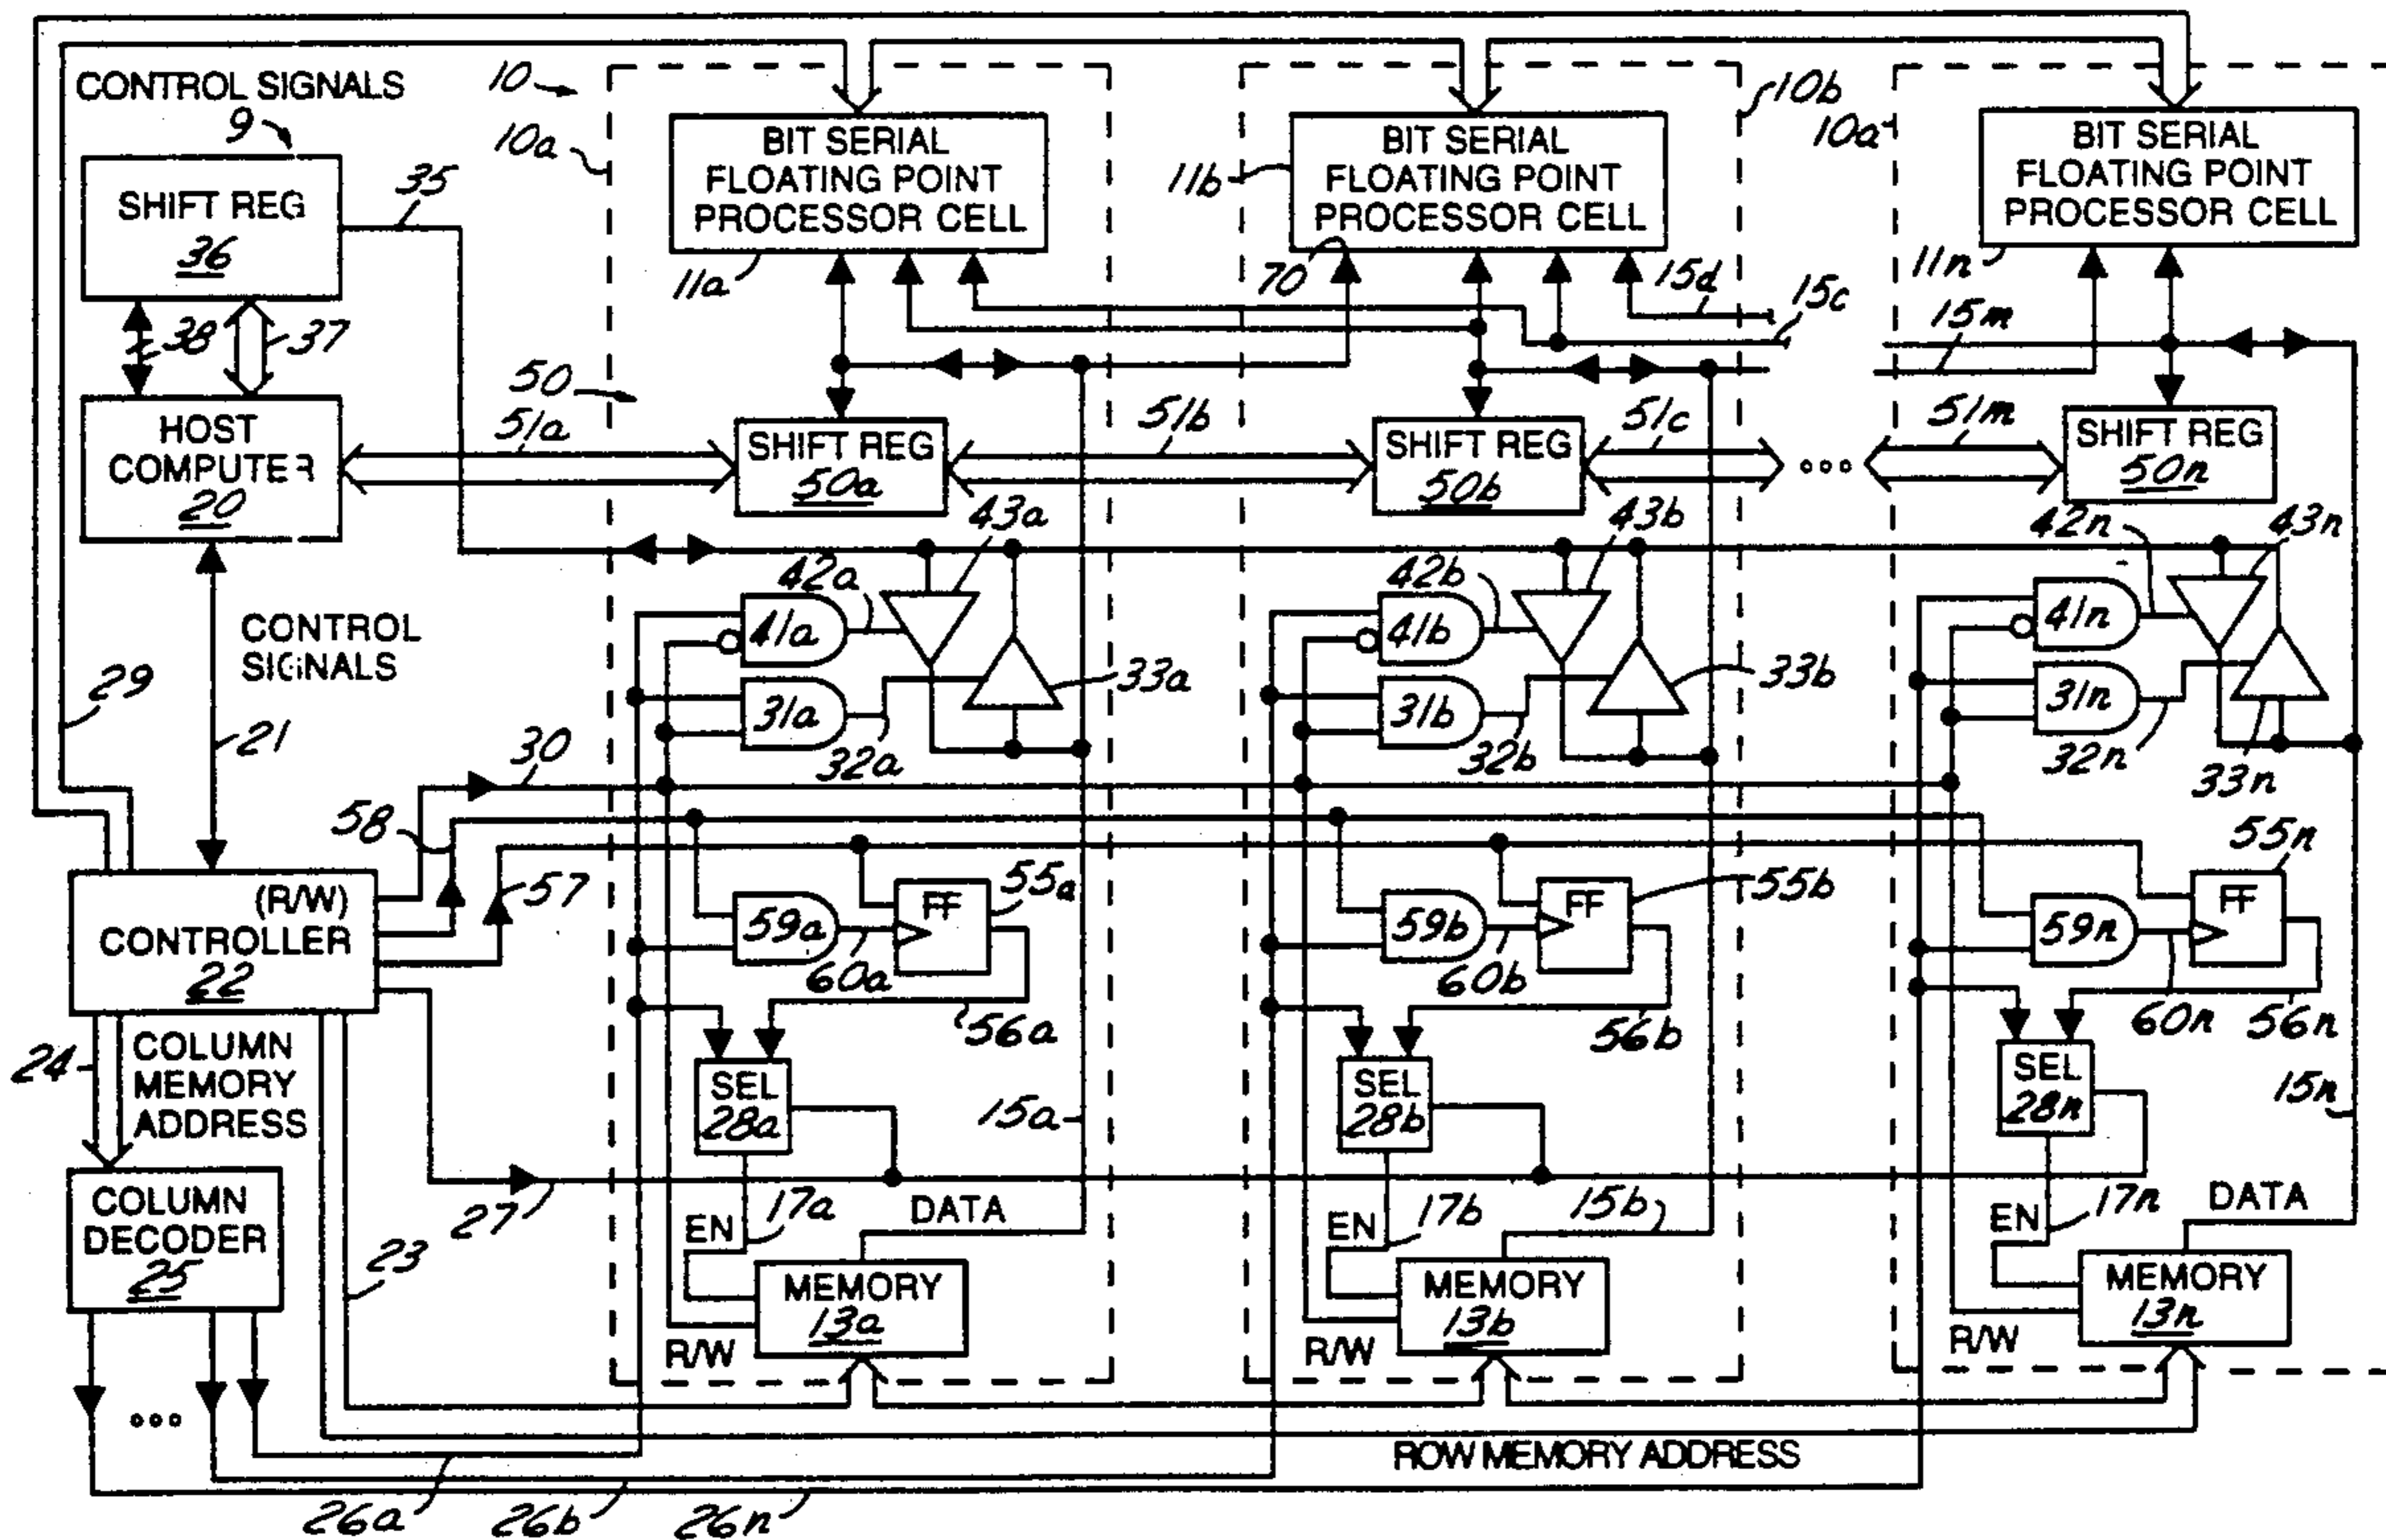 CONTROL SIGNALS
9
10
10a
10b
10a
SHIFT REG
36
35
38
37
BIT SERIAL
FLOATING POINT
PROCESSOR CELL
11a
BIT SERIAL
FLOATING POINT
PROCESSOR CELL
11b
70
BIT SERIAL
FLOATING POINT
PROCESSOR CELL
11n
15d
15c
15m
50
HOST
COMPUTER
20
51a
SHIFT REG
50a
51b
SHIFT REG
50b
51c
51m
SHIFT REG
50n
43a
43b
42n
43n
42a
42b
41a
41b
41n
31a
31b
31n
33a
33b
33n
32a
32b
32n
CONTROL
SIGNALS
29
21
30
58
57
(R/W)
CONTROLLER
22
59a
FF
55a
60a
56a
59b
FF
55b
60b
56b
59n
FF
55n
60n
56n
24
COLUMN
MEMORY
ADDRESS
SEL
28a
SEL
28b
SEL
28n
15a
15n
COLUMN
DECODER
25
27
23
EN
17a
DATA
MEMORY
13a
R/W
EN
17b
15b
MEMORY
13b
R/W
EN
17n
DATA
MEMORY
13n
R/W
ROW MEMORY ADDRESS
26a
26b
26n